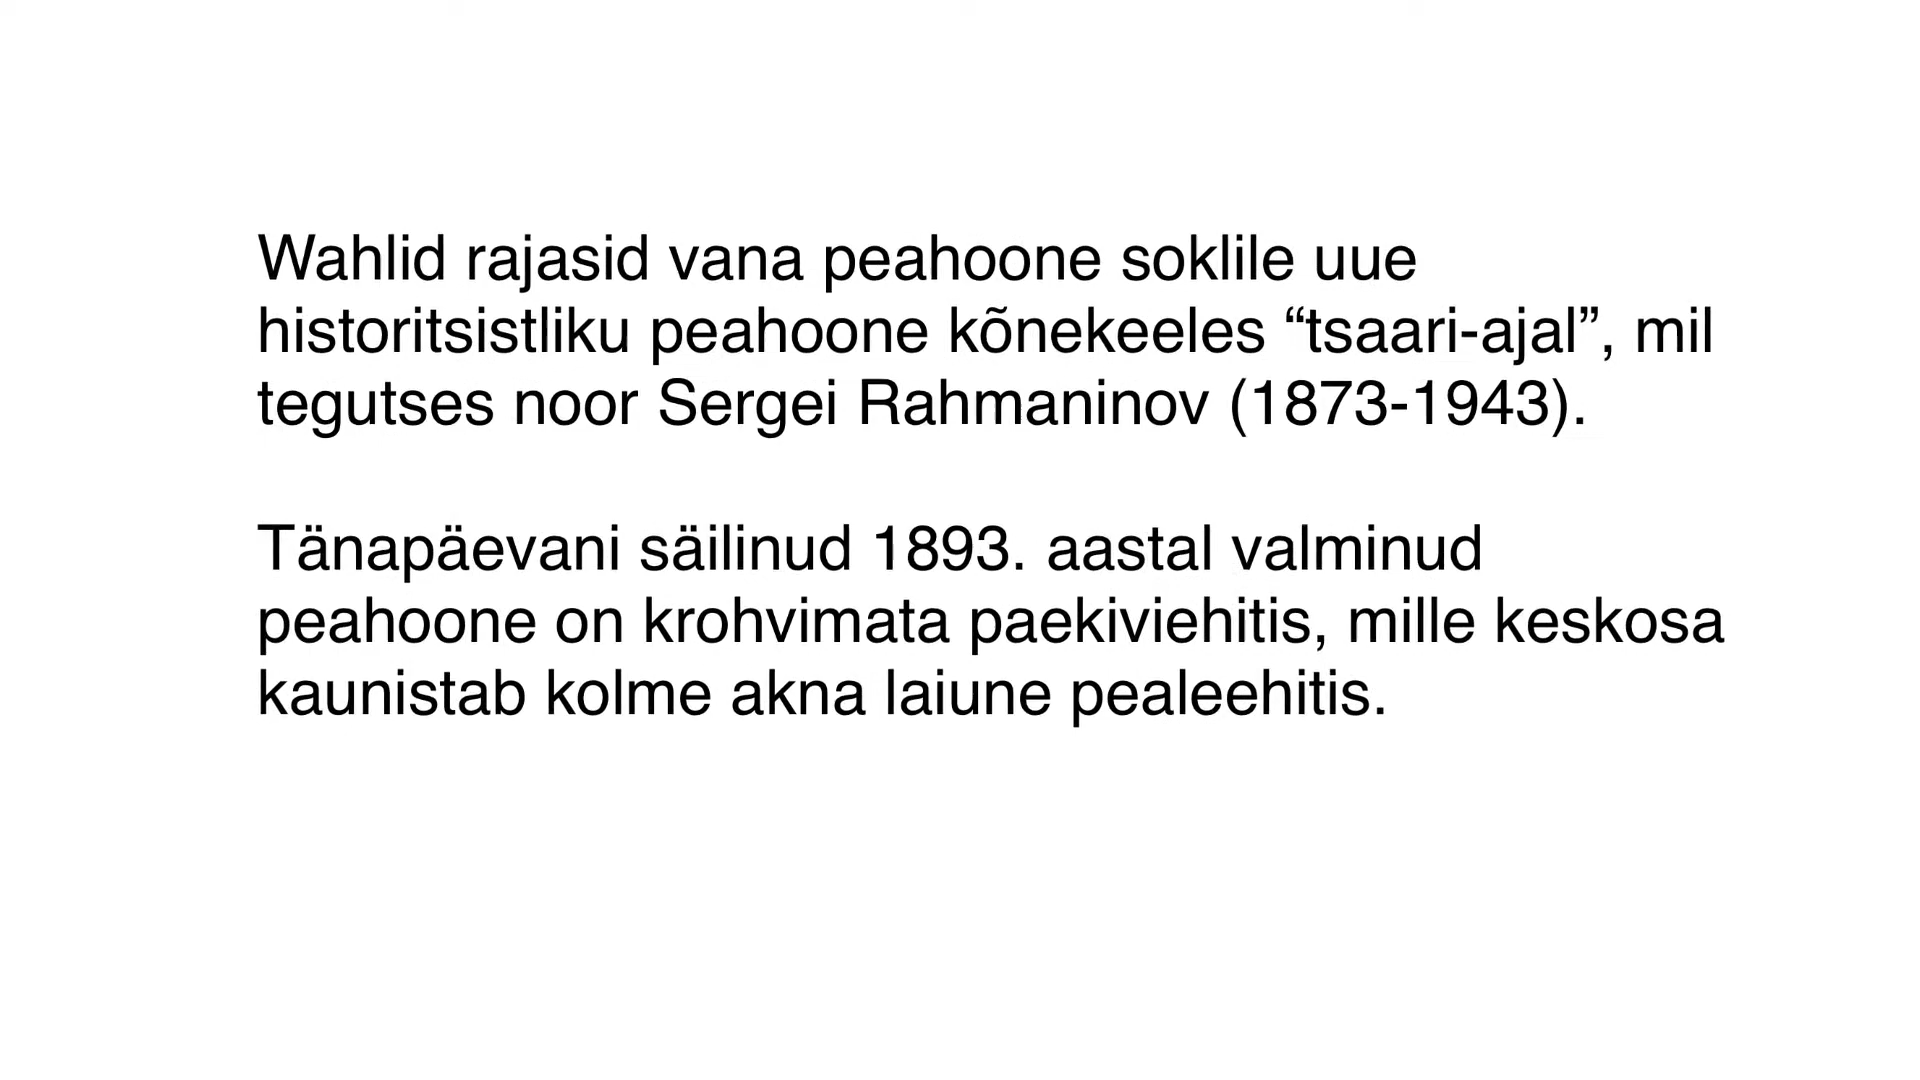 Wahlid rajasid vana peahoone soklile uue
historitsistliku peahoone kõnekeeles “tsaari-ajal”, mil
tegutses noor Sergei Rahmaninov (1873-1943).
Tänapäevani säilinud 1893. aastal valminud
peahoone on krohvimata paekiviehitis, mille keskosa
kaunistab kolme akna laiune pealeehitis.